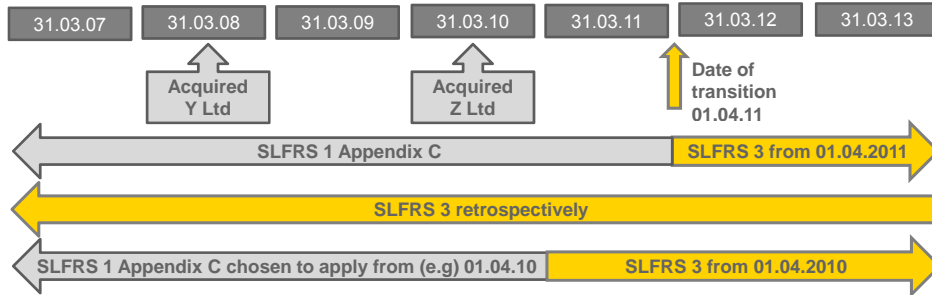 31.03.07 31.03.08 31.03.09 31.03.10 31.03.11 31.03.12 31.03.13
Acquired
Y Ltd
Acquired
Z Ltd
Date of
transition
01.04.11
SLFRS 1 Appendix C SLFRS 3 from 01.04.2011
SLFRS 3 retrospectively
SLFRS 1 Appendix C chosen to apply from (e.g) 01.04.10 SLFRS 3 from 01.04.2010